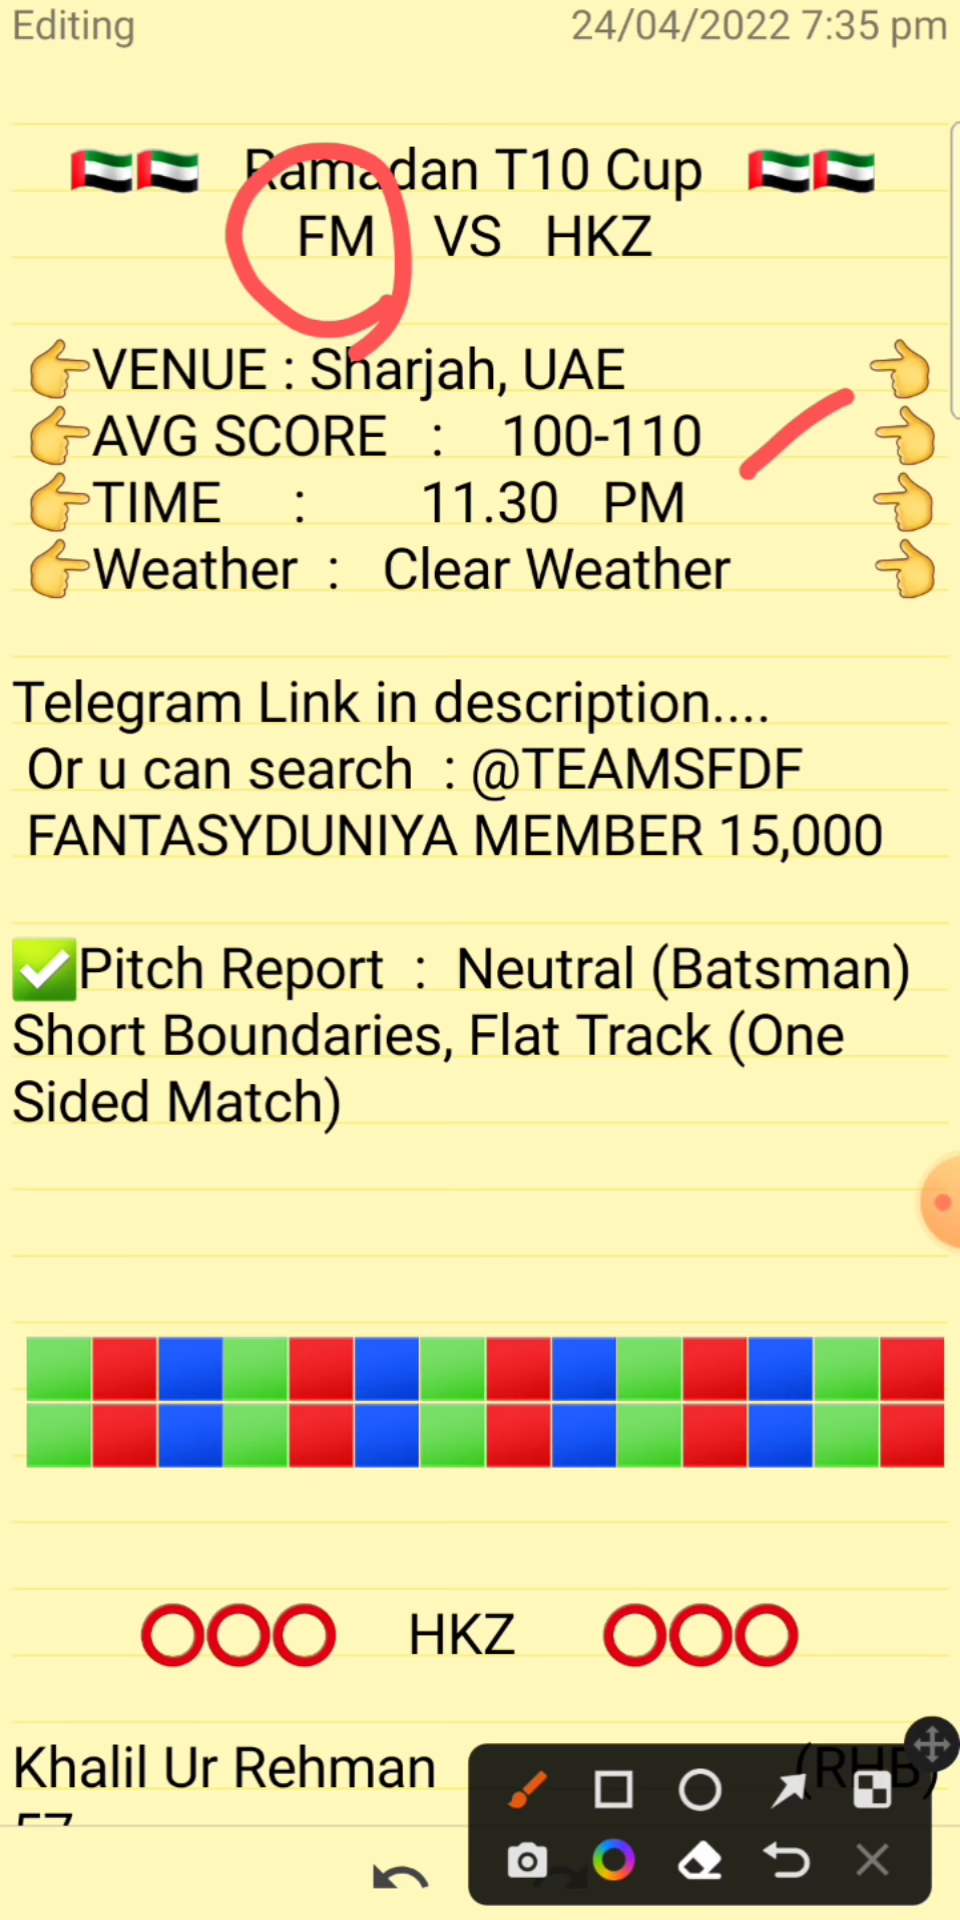 Editing 24/04/2022 7:35 pm
Ramadan T10 Cup
FM VS HKZ
VENUE : Sharjah, UAE
AVG SCORE : 100-110
TIME : 11.30 PM
Weather : Clear Weather
Telegram Link in description....
Or u can search : @TEAMSFDF
FANTASYDUNIYA MEMBER 15,000
Pitch Report : Neutral (Batsman)
Short Boundaries, Flat Track (One
Sided Match)
HKZ
Khalil Ur Rehman (RHB)